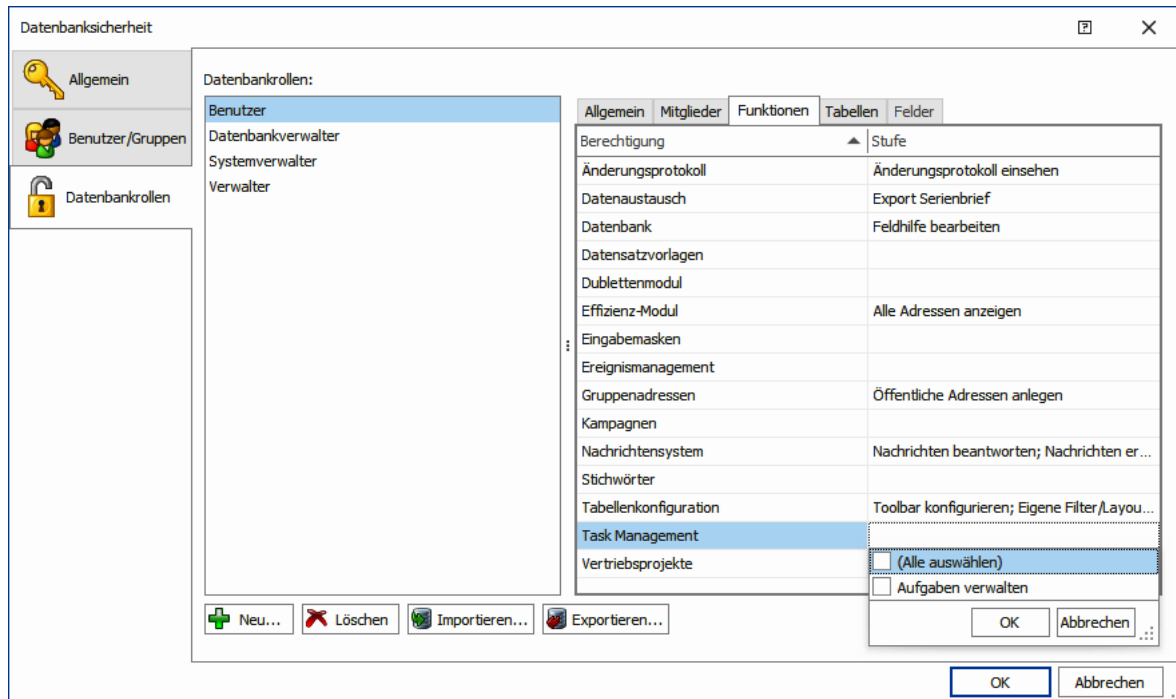 Datenbanksicherheit
Allgemein
Benutzer/Gruppen
Datenbankrollen
Datenbankrollen:
Benutzer
Datenbankverwalter
Systemverwalter
Verwalter
Allgemein Mitglieder Funktionen Tabellen Felder
Berechtigung Stufe
Änderungsprotokoll Änderungsprotokoll einsehen
Datenaustausch Export Serienbrief
Datenbank Feldhilfe bearbeiten
Datensatzvorlagen
Dublettenmodul
Effizienz-Modul Alle Adressen anzeigen
Eingabemasken
Ereignismanagement
Gruppenadressen Öffentliche Adressen anlegen
Kampagnen
Nachrichtensystem Nachrichten beantworten; Nachrichten er...
Stichwörter
Tabellenkonfiguration Toolbar konfigurieren; Eigene Filter/Layou...
Task Management
Vertriebsprojekte
(Alle auswählen)
Aufgaben verwalten
OK Abbrechen
Neu... Löschen Importieren... Exportieren...
OK Abbrechen